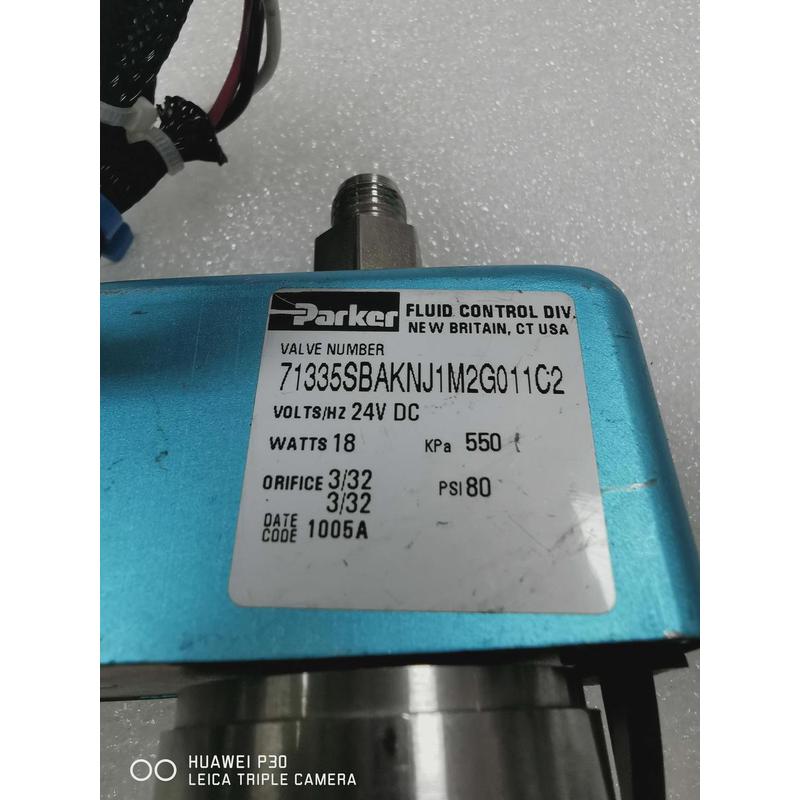 Parker FLUID CONTROL DIV.
NEW BRITAIN, CT USA
VALVE NUMBER
71335SBAKNJ1M2G011C2
VOLTS/HZ 24V DC
WATTS 18 KPa 550
ORIFICE 3/32 PSI 80
3/32
DATE CODE 1005A
HUAWEI P30
LEICA TRIPLE CAMERA